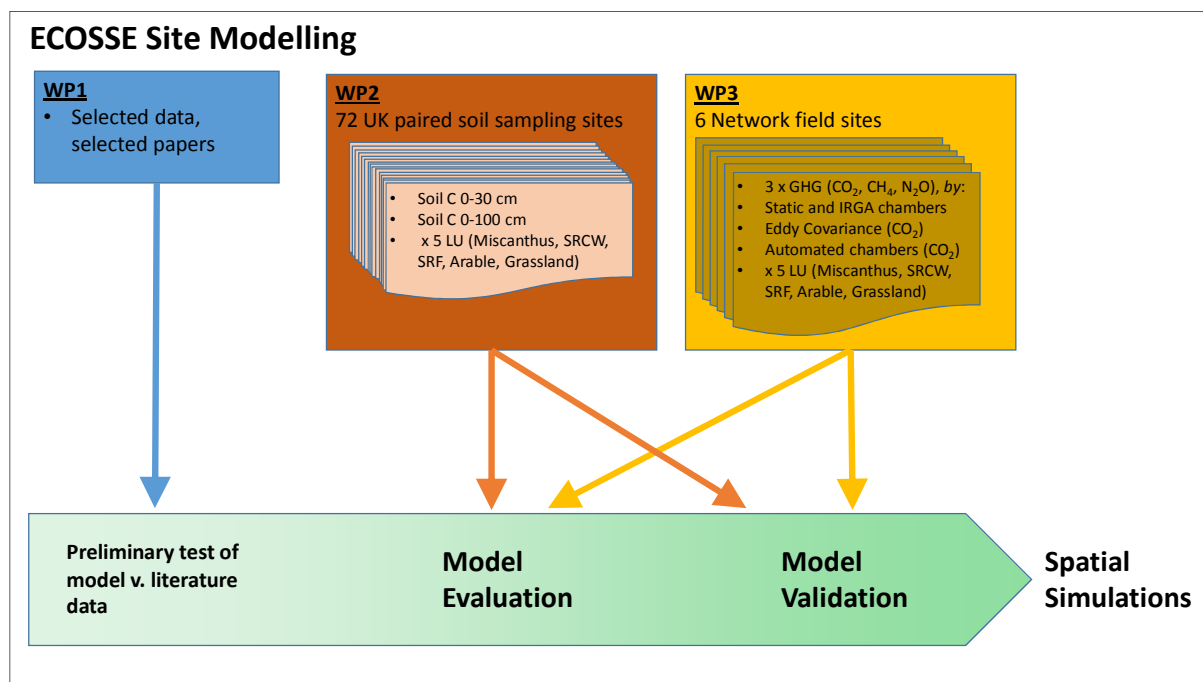 ECOSSE Site Modelling
WP1
• Selected data,
selected papers
WP2
72 UK paired soil sampling sites
• Soil C 0-30 cm
• Soil C 0-100 cm
• x 5 LU (Miscanthus, SRCW,
SRF, Arable, Grassland)
WP3
6 Network field sites
• 3 x GHG (CO₂, CH₄, N₂O), by:
• Static and IRGA chambers
• Eddy Covariance (CO₂)
• Automated chambers (CO₂)
• x 5 LU (Miscanthus, SRCW,
SRF, Arable, Grassland)
Preliminary test of
model v. literature
data
Model
Evaluation
Model
Validation
Spatial
Simulations